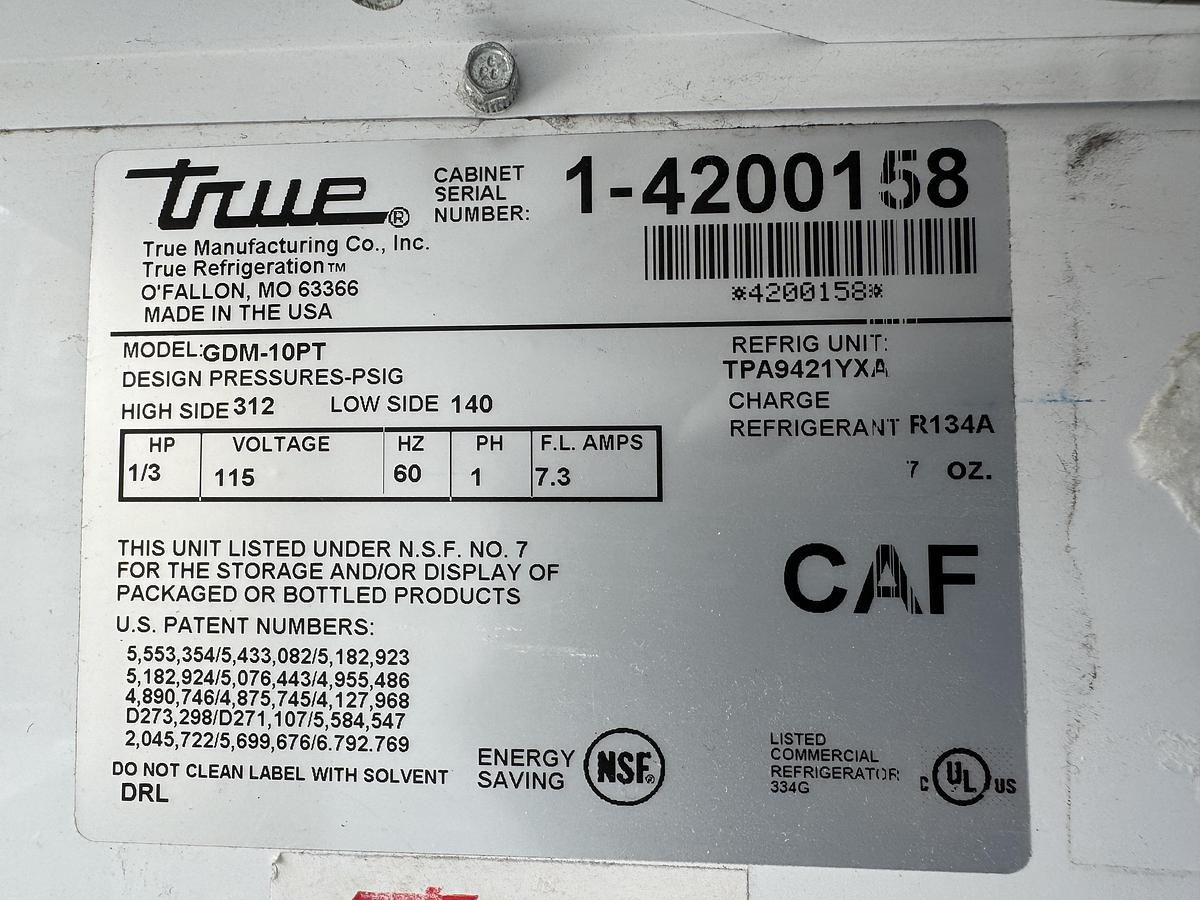 true®
CABINET
SERIAL
NUMBER:
1-4200158
*4200158*
True Manufacturing Co., Inc.
True Refrigeration™
O'FALLON, MO 63366
MADE IN THE USA
MODEL:GDM-10PT
DESIGN PRESSURES-PSIG
HIGH SIDE 312 LOW SIDE 140
REFRIG UNIT:
TPA9421YXA
CHARGE
REFRIGERANT R134A
7 OZ.
HP VOLTAGE HZ PH F.L. AMPS
1/3 115 60 1 7.3
THIS UNIT LISTED UNDER N.S.F. NO. 7
FOR THE STORAGE AND/OR DISPLAY OF
PACKAGED OR BOTTLED PRODUCTS
CAF
U.S. PATENT NUMBERS:
5,553,354/5,433,082/5,182,923
5,182,924/5,076,443/4,955,486
4,890,746/4,875,745/4,127,968
D273,298/D271,107/5,584,547
2,045,722/5,699,676/6.792.769
DO NOT CLEAN LABEL WITH SOLVENT
DRL
ENERGY
SAVING
NSF®
LISTED
COMMERCIAL
REFRIGERATOR
334G
C UL US